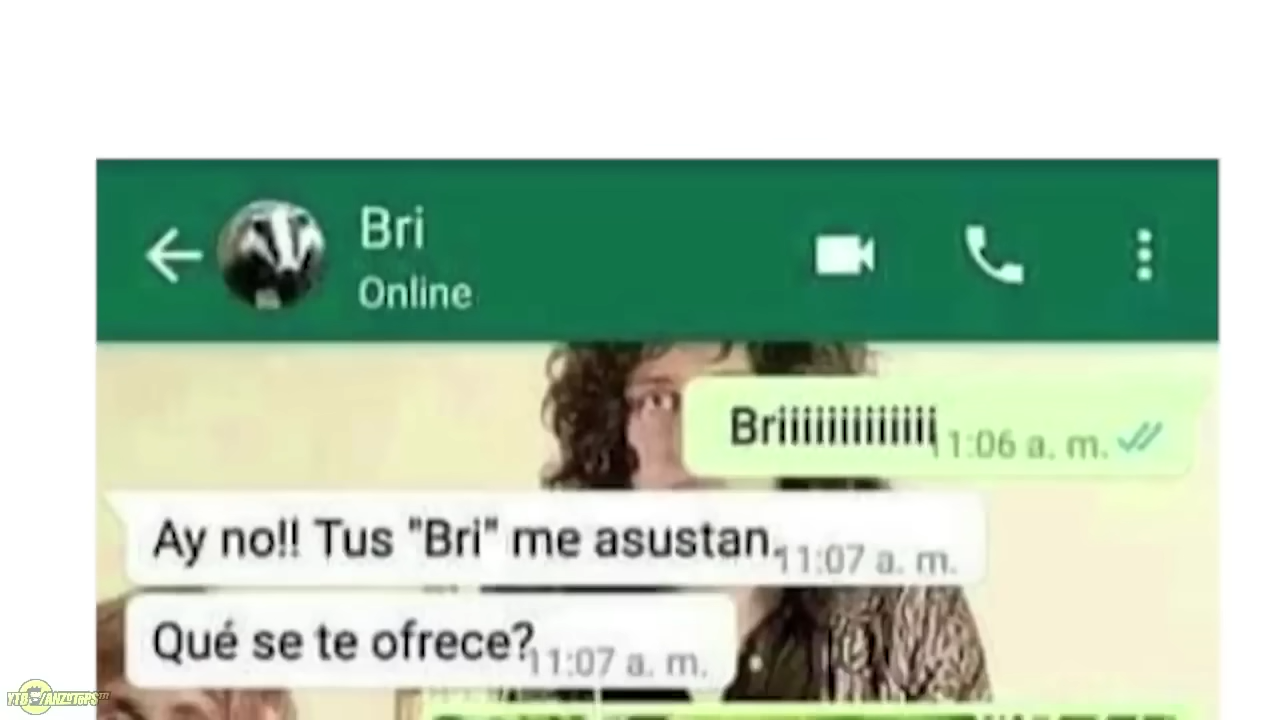 Bri
Online
Briiiiiiiiiiiii 11:06 a. m.
Ay no!! Tus "Bri" me asustan. 11:07 a. m.
Qué se te ofrece? 11:07 a. m.